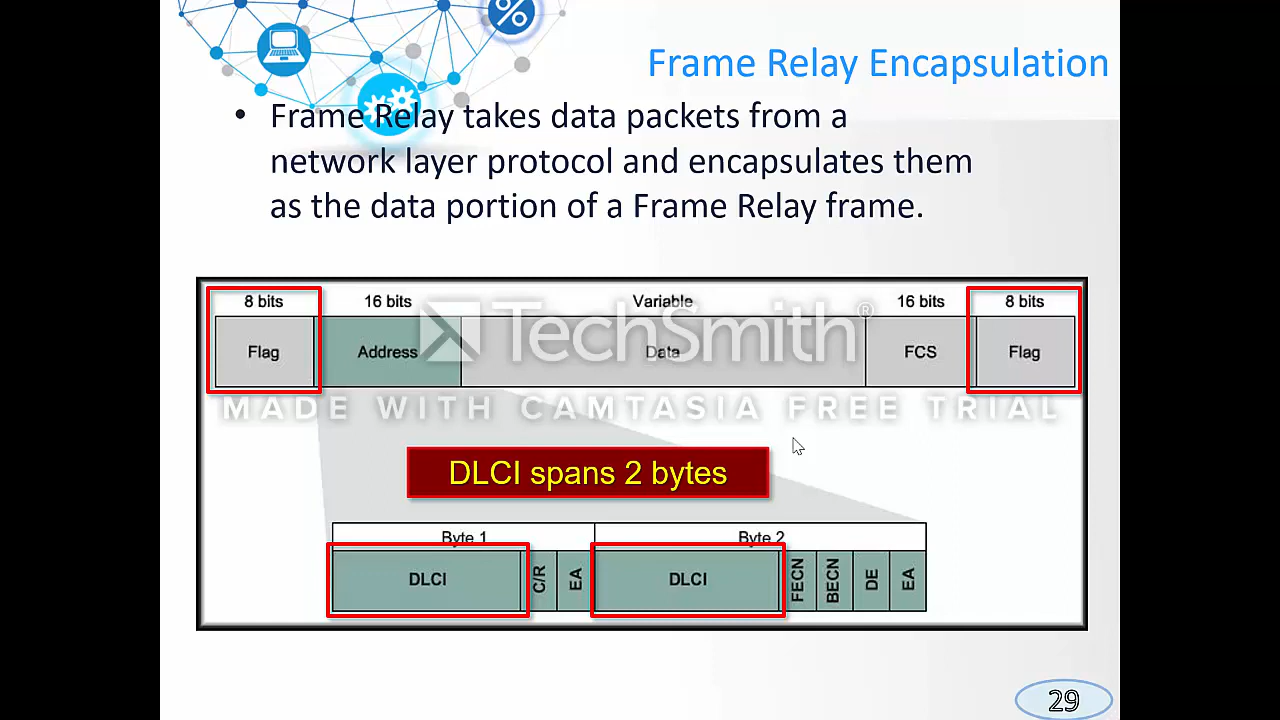 %
Frame Relay Encapsulation
• Frame Relay takes data packets from a
network layer protocol and encapsulates them
as the data portion of a Frame Relay frame.
8 bits 16 bits Variable 16 bits 8 bits
Flag Address Data FCS Flag
TechSmith®
MADE WITH CAMTASIA FREE TRIAL
DLCI spans 2 bytes
Byte 1 Byte 2
DLCI C/R EA DLCI FECN BECN DE EA
29